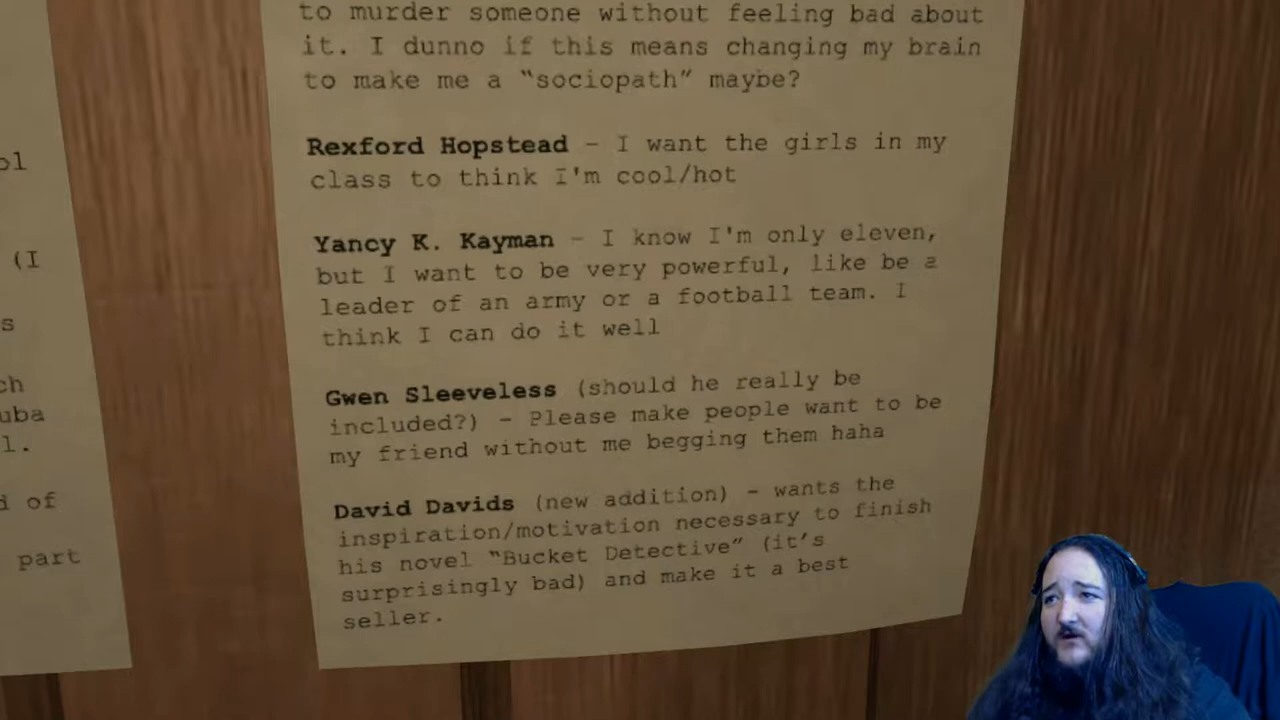 to murder someone without feeling bad about
it. I dunno if this means changing my brain
to make me a “sociopath” maybe?
Rexford Hopstead – I want the girls in my
class to think I'm cool/hot
Yancy K. Kayman – I know I'm only eleven,
but I want to be very powerful, like be a
leader of an army or a football team. I
think I can do it well
Gwen Sleeveless (should he really be
included?) – Please make people want to be
my friend without me begging them haha
David Davids (new addition) – wants the
inspiration/motivation necessary to finish
his novel “Bucket Detective” (it’s
surprisingly bad) and make it a best
seller.
(I
d of
part